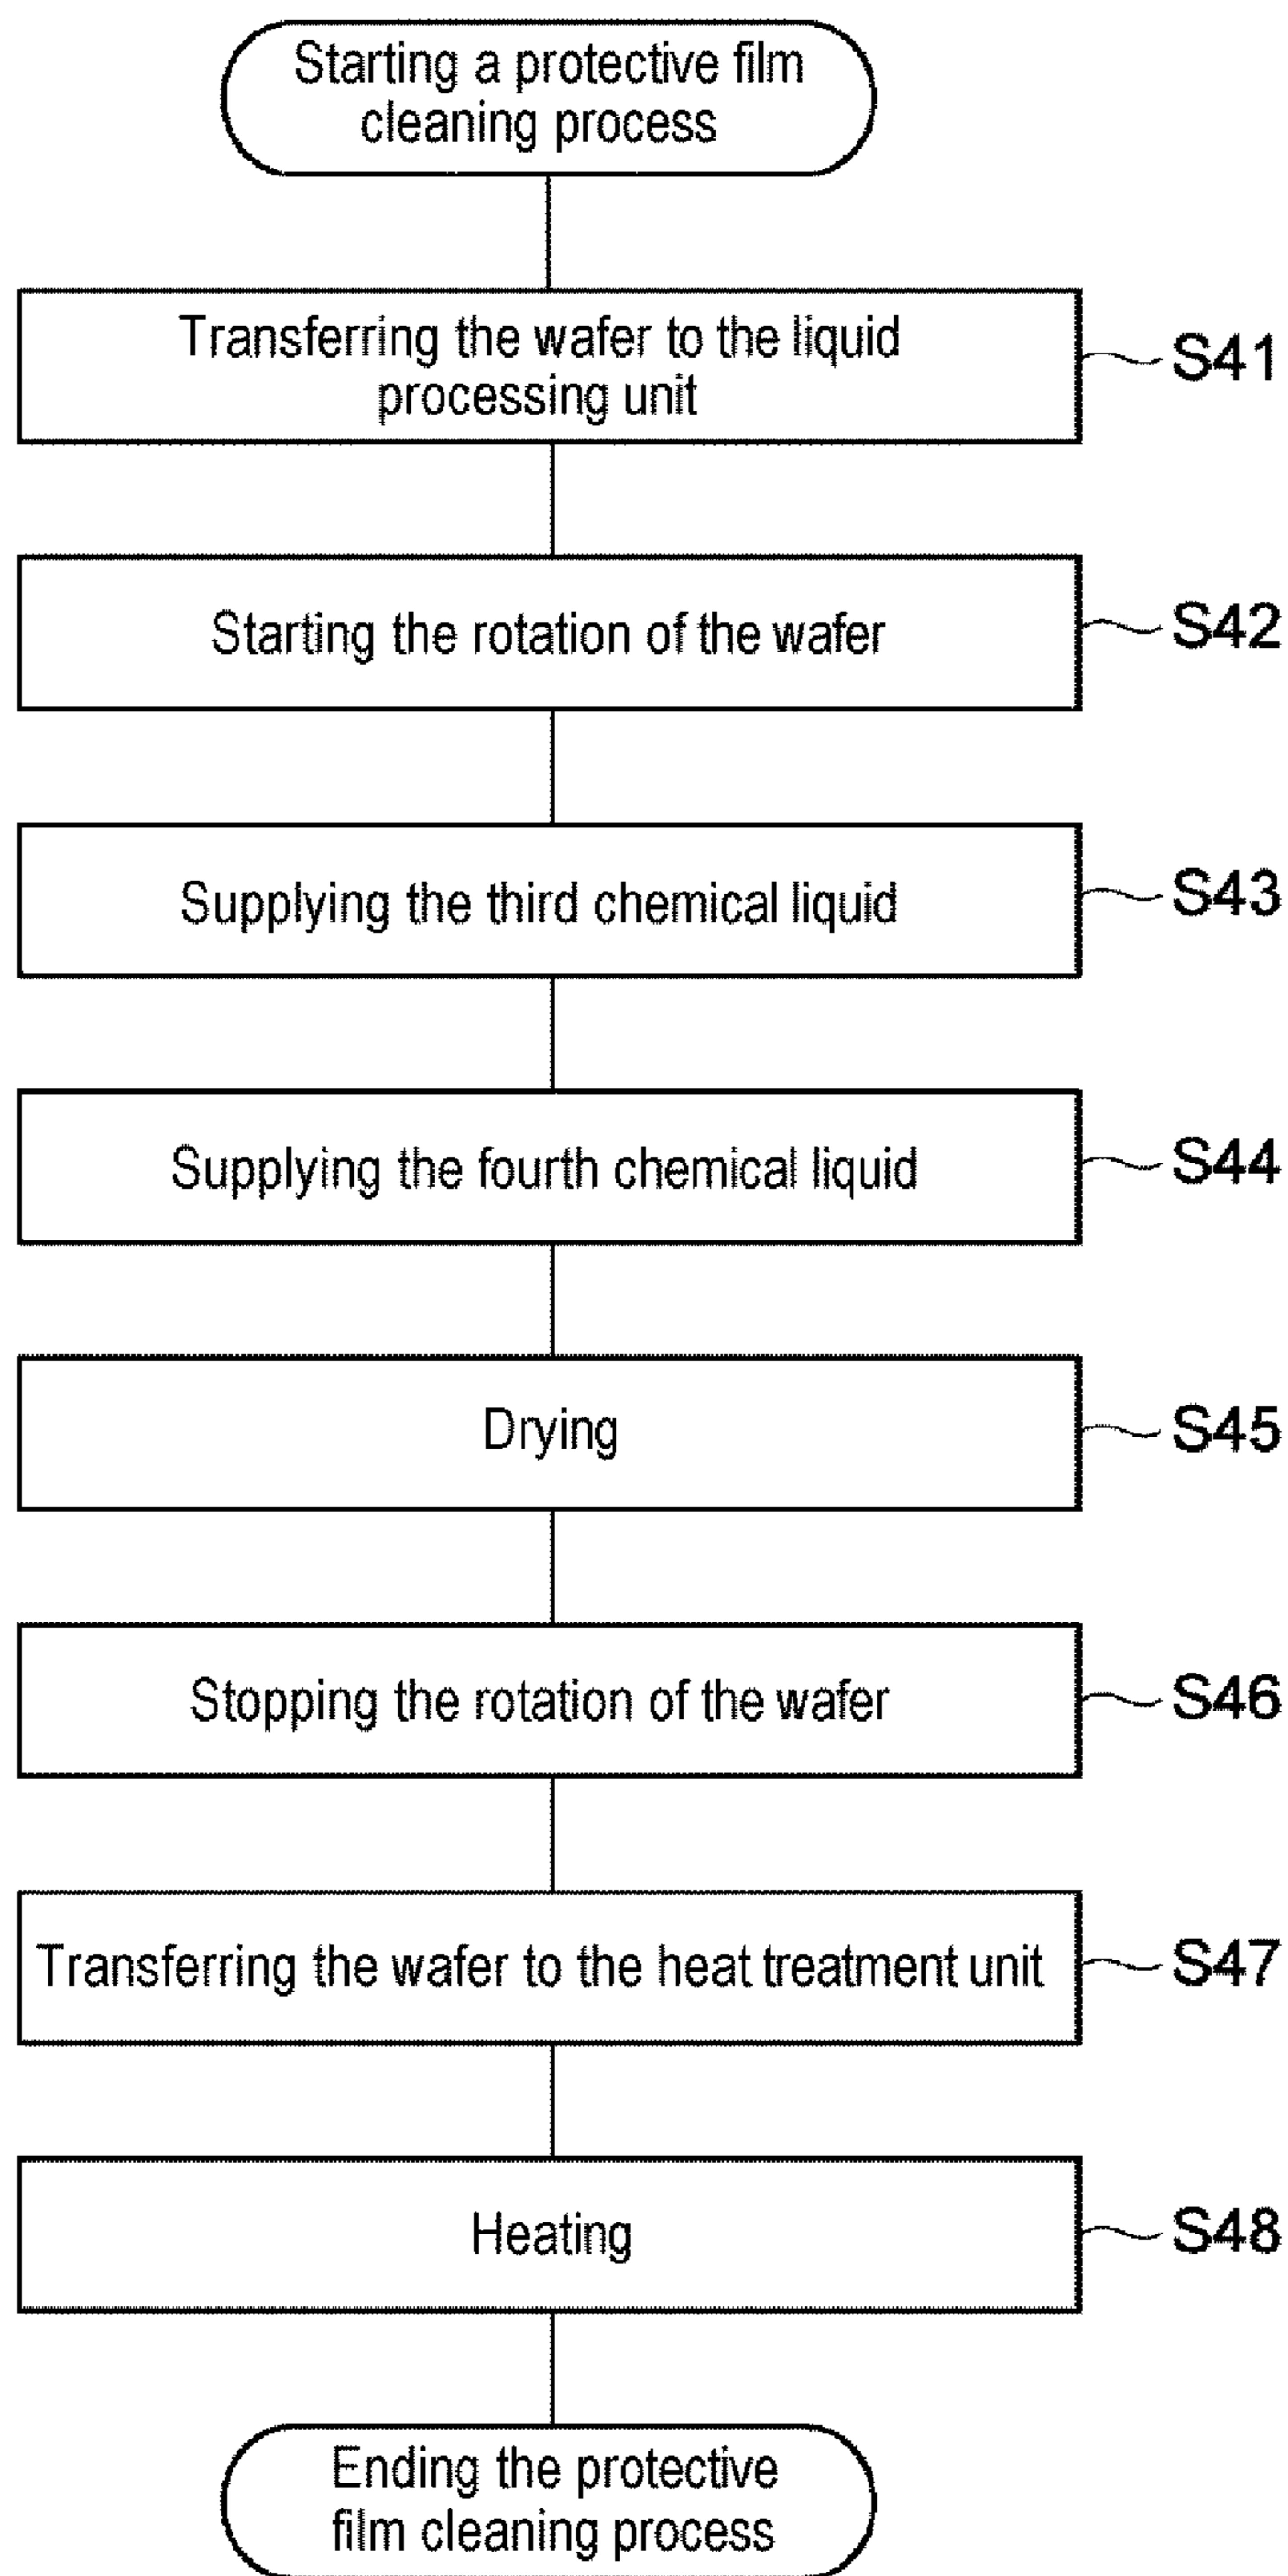 Starting a protective film
cleaning process
Transferring the wafer to the liquid
processing unit
S41
Starting the rotation of the wafer
S42
Supplying the third chemical liquid
S43
Supplying the fourth chemical liquid
S44
Drying
S45
Stopping the rotation of the wafer
S46
Transferring the wafer to the heat treatment unit
S47
Heating
S48
Ending the protective
film cleaning process